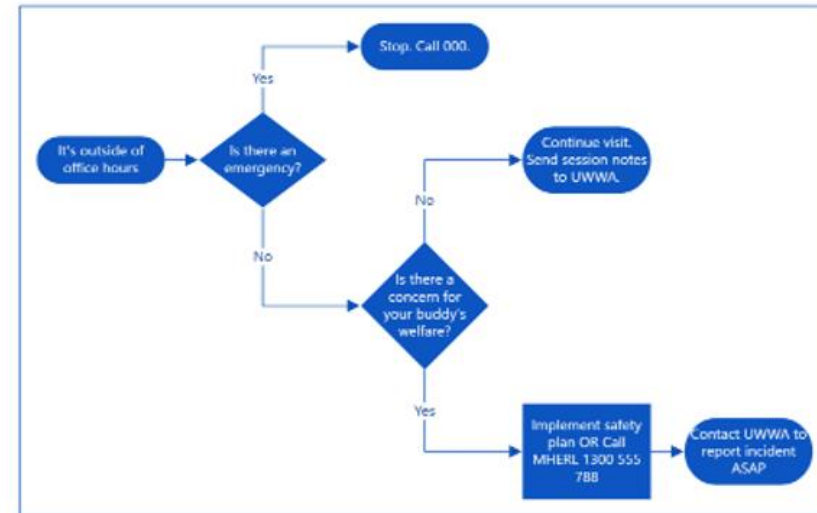 Stop. Call 000.
Yes
It's outside of
office hours
Is there an
emergency?
Continue visit.
Send session notes
to UWWA.
No
No
Is there a
concern for
your buddy's
welfare?
Yes
Implement safety
plan OR Call
MHERL 1300 555
788
Contact UWWA to
report incident
ASAP